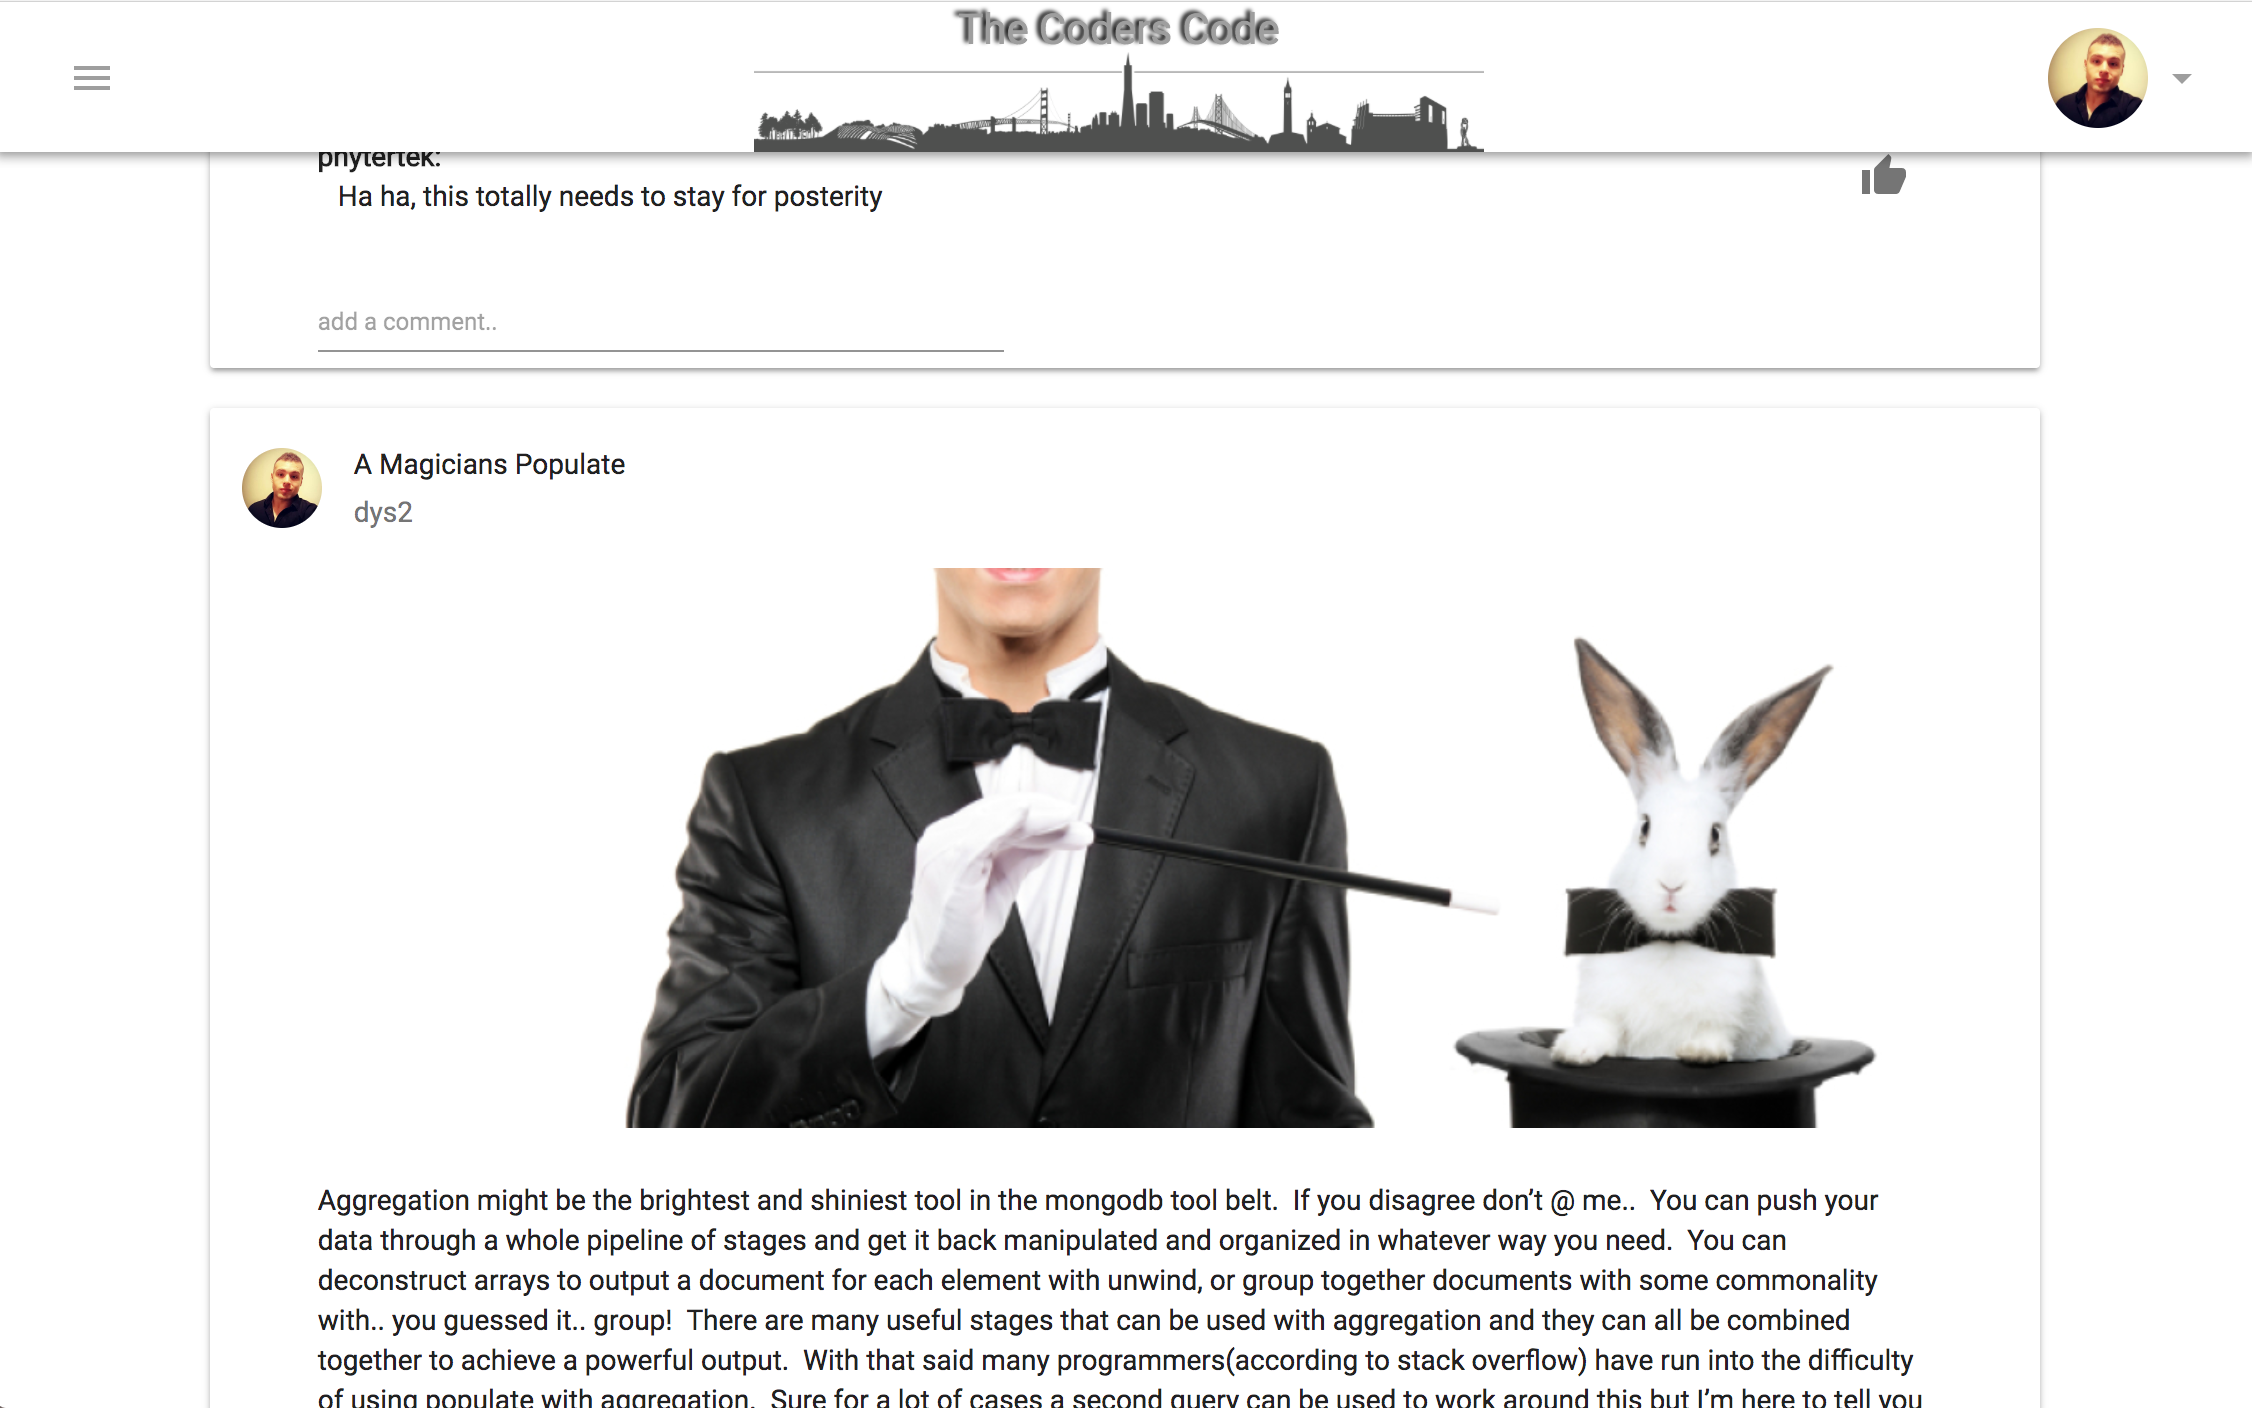 The Coders Code
phytertek:
Ha ha, this totally needs to stay for posterity
add a comment..
A Magicians Populate
dys2
Aggregation might be the brightest and shiniest tool in the mongodb tool belt.  If you disagree don’t @ me..  You can push your
data through a whole pipeline of stages and get it back manipulated and organized in whatever way you need.  You can
deconstruct arrays to output a document for each element with unwind, or group together documents with some commonality
with.. you guessed it.. group!  There are many useful stages that can be used with aggregation and they can all be combined
together to achieve a powerful output.  With that said many programmers(according to stack overflow) have run into the difficulty
of using populate with aggregation.  Sure for a lot of cases a second query can be used to work around this but I’m here to tell you